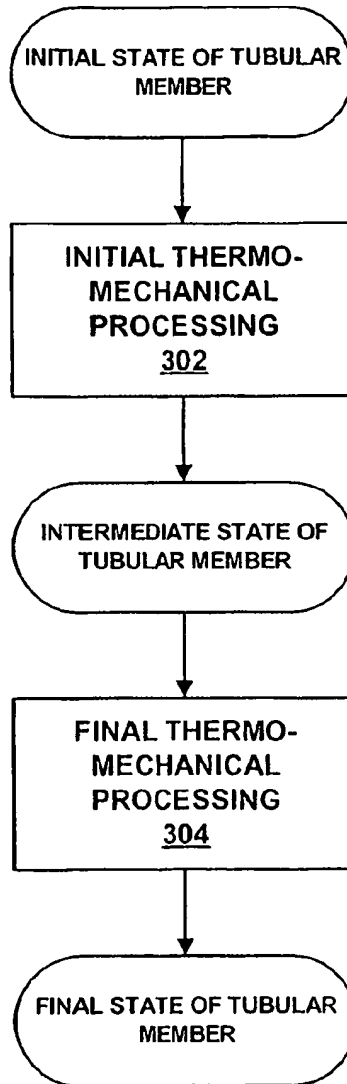 INITIAL STATE OF TUBULAR
MEMBER
INITIAL THERMO-
MECHANICAL
PROCESSING
302
INTERMEDIATE STATE OF
TUBULAR MEMBER
FINAL THERMO-
MECHANICAL
PROCESSING
304
FINAL STATE OF TUBULAR
MEMBER